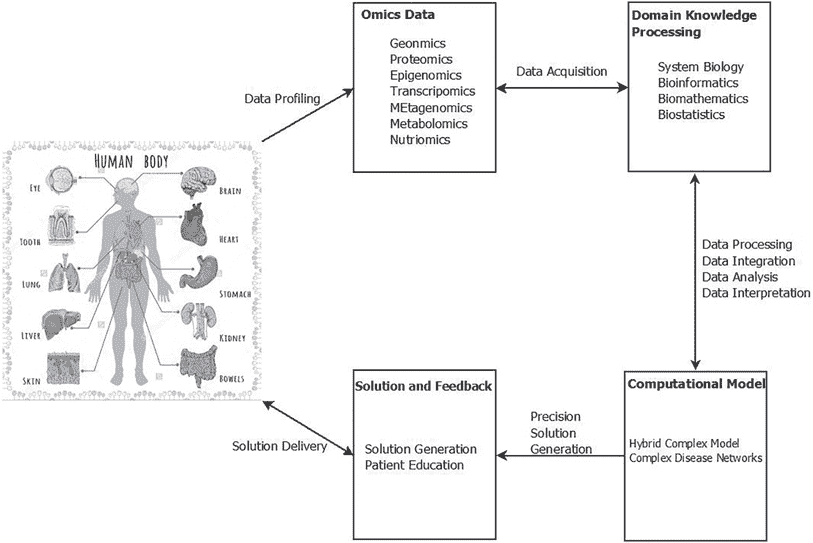 Omics Data
Geonmics
Proteomics
Epigenomics
Transcripomics
MEtagenomics
Metabolomics
Nutriomics
Data Acquisition
Domain Knowledge
Processing
System Biology
Bioinformatics
Biomathematics
Biostatistics
Data Profiling
HUMAN BODY
EYE
BRAIN
TOOTH
HEART
LUNG
STOMACH
LIVER
KIDNEY
SKIN
BOWELS
Data Processing
Data Integration
Data Analysis
Data Interpretation
Solution Delivery
Solution and Feedback
Solution Generation
Patient Education
Precision
Solution
Generation
Computational Model
Hybrid Complex Model
Complex Disease Networks